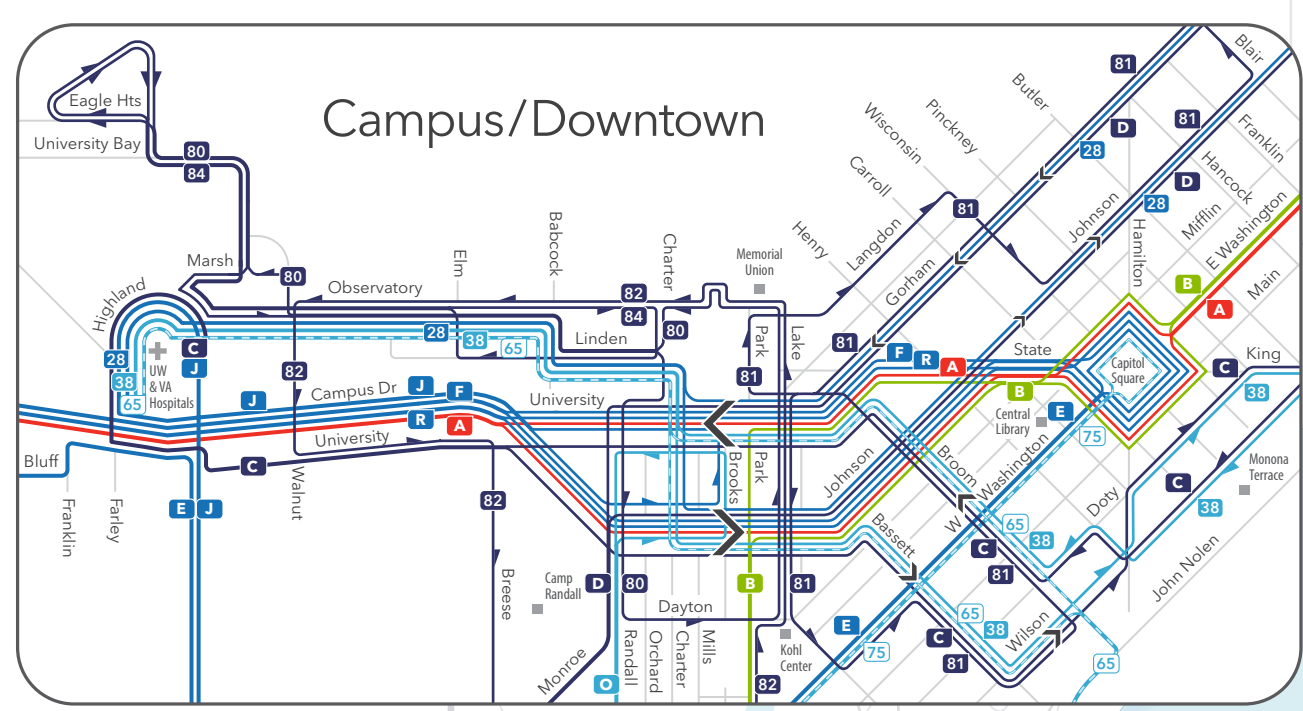 Campus/Downtown
Eagle Hts
University Bay
80
84
Marsh
80
Highland
Observatory
82
84
80
Elm
Babcock
Charter
Memorial
Union
Linden
28
38
65
28
38
65
C
J
UW
& VA
Hospitals
82
J
Campus Dr
J
F
R
A
University
University
C
Bluff
Franklin
Farley
E
J
Walnut
82
Breese
Camp
Randall
Monroe
D
80
Dayton
Randall
Orchard
Charter
Mills
O
Brooks
Park
B
81
82
Kohl
Center
Park
Lake
81
81
Henry
Langdon
Carroll
Wisconsin
Pinckney
Butler
81
81
D
28
Blair
81
D
28
Franklin
Hancock
Mifflin
E Washington
Main
Hamilton
Johnson
Gorham
B
A
F
R
A
State
B
Central
Library
E
75
Capitol
Square
C
King
38
Monona
Terrace
C
38
Doty
John Nolen
W Washington
Broom
Johnson
Bassett
65
38
C
81
65
38
C
81
Wilson
65
E
75